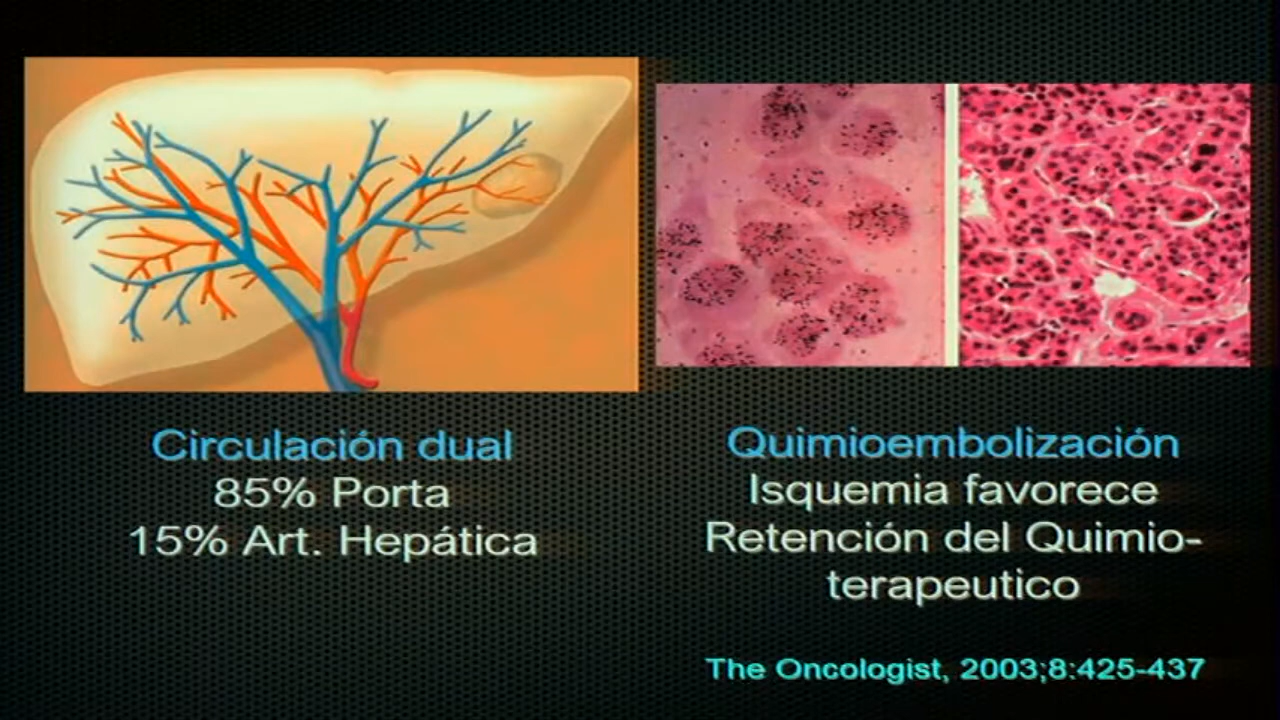 Circulación dual
85% Porta
15% Art. Hepática
Quimioembolización
Isquemia favorece
Retención del Quimio-
terapeutico
The Oncologist, 2003;8:425-437